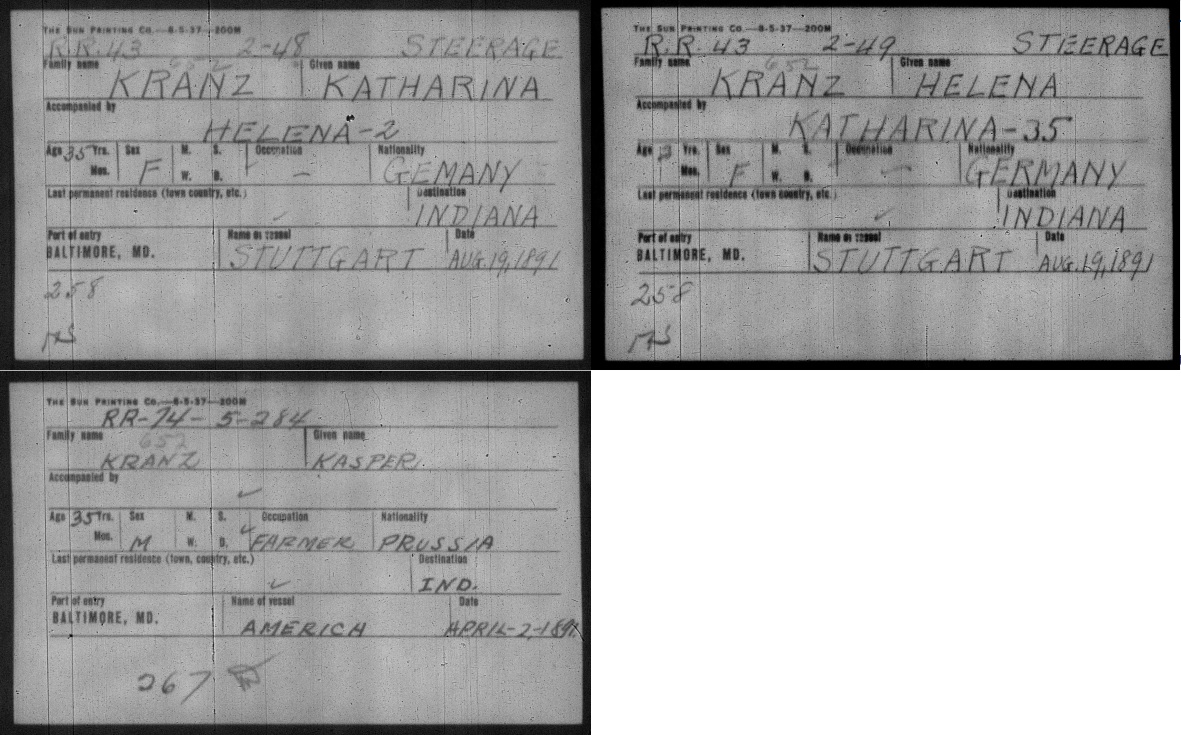 THE SUN PRINTING CO.—8-5-37—200M
R.R. 43 2-48 STEERAGE
Family name 652 Given name
KRANZ KATHARINA
Accompanied by
HELENA-2
Age 35 Yrs. Sex M. S. Occupation Nationality
Mos. F W. D. — GEMANY
Last permanent residence (town country, etc.) Destination
✓ INDIANA
Port of entry Name of vessel Date
BALTIMORE, MD. STUTTGART AUG. 19, 1891
258
THE SUN PRINTING CO.—8-5-37—200M
R.R. 43 2-49 STEERAGE
Family name 652 Given name
KRANZ HELENA
Accompanied by
KATHARINA-35
Age Yrs. Sex M. S. Occupation Nationality
Mos. F W. D. GERMANY
Last permanent residence (town country, etc.) Destination
✓ INDIANA
Port of entry Name of vessel Date
BALTIMORE, MD. STUTTGART AUG. 19, 1891
258
THE SUN PRINTING CO.—8-5-37—200M
RR-74-5-284
Family name 652 Given name
KRANZ KASPER
Accompanied by
✓
Age 35 Yrs. Sex M. S. Occupation Nationality
Mos. M W. D. ✓ FARMER PRUSSIA
Last permanent residence (town, country, etc.) Destination
✓ IND.
Port of entry Name of vessel Date
BALTIMORE, MD. AMERICA APRIL-2-1891
267